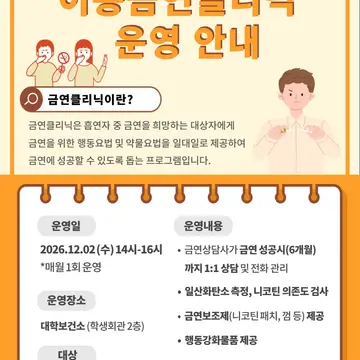 이동금연클리닉
운영 안내
금연클리닉이란?
금연클리닉은 흡연자 중 금연을 희망하는 대상자에게
금연을 위한 행동요법 및 약물요법을 일대일로 제공하여
금연에 성공할 수 있도록 돕는 프로그램입니다.
운영일
2026.12.02 (수) 14시-16시
*매월 1회 운영
운영장소
대학보건소 (학생회관 2층)
대상
운영내용
• 금연상담사가 금연 성공시(6개월)
까지 1:1 상담 및 전화 관리
• 일산화탄소 측정, 니코틴 의존도 검사
• 금연보조제(니코틴 패치, 껌 등) 제공
• 행동강화물품 제공